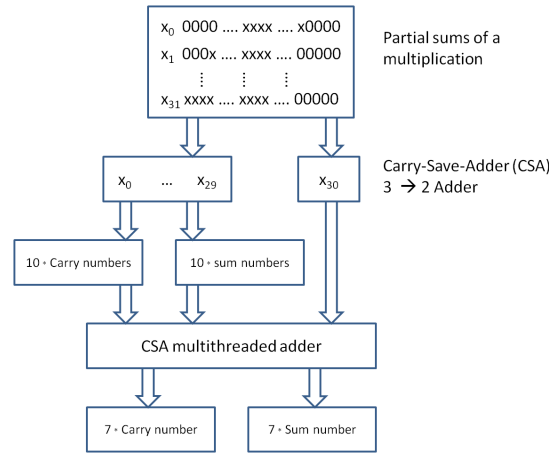 x0 0000 .... xxxx ... x0000
x1 000x .... xxxx .... 00000
x31 xxxx .... xxxx .... 00000
Partial sums of a
multiplication
x0 ... x29
x30
Carry-Save-Adder (CSA)
3 → 2 Adder
10 * Carry numbers
10 * sum numbers
CSA multithreaded adder
7 * Carry number
7 * Sum number